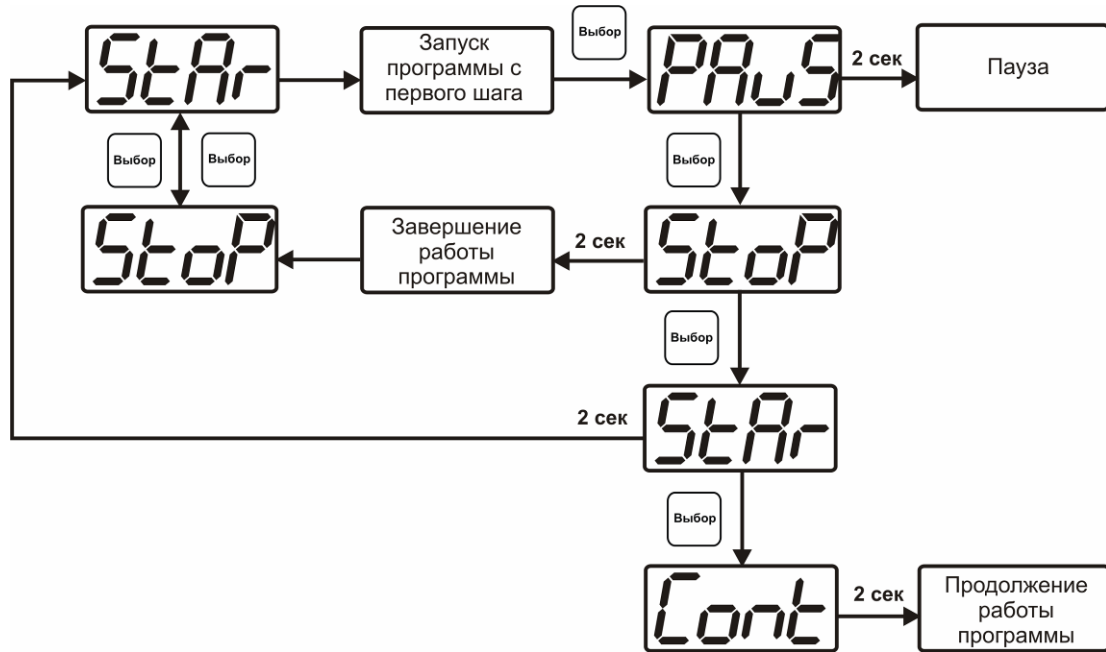 StAr
Запуск
программы с
первого шага
Выбор
PAuS
2 сек
Пауза
Выбор
Выбор
Выбор
StoP
Завершение
работы
программы
2 сек
StoP
Выбор
2 сек
StAr
Выбор
Cont
2 сек
Продолжение
работы
программы